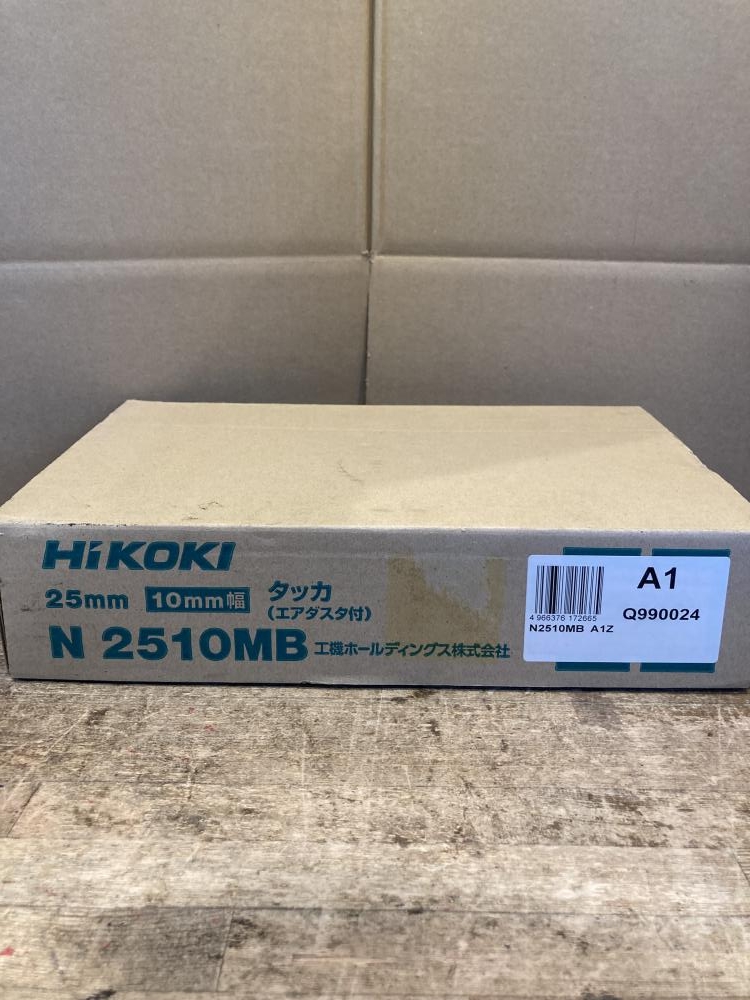 HiKOKI
25mm 10mm幅 タッカ
(エアダスタ付)
N 2510MB 工機ホールディングス株式会社
A1
4 966376 172665
Q990024
N2510MB A1Z